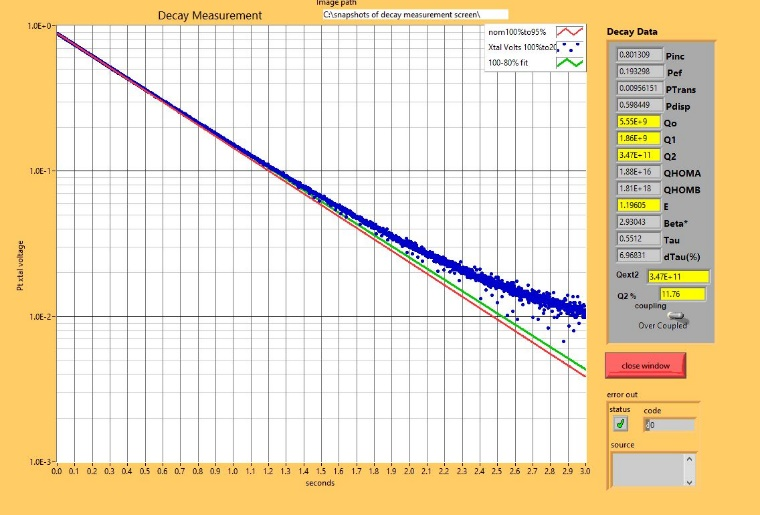 Image path
Decay Measurement
C:\snapshots of decay measurement screen\
nom100%to95%
Xtal Volts 100%to20
100-80% fit
1.0E+0
1.0E-1
1.0E-2
1.0E-3
Pt xtal voltage
0.0 0.1 0.2 0.3 0.4 0.5 0.6 0.7 0.8 0.9 1.0 1.1 1.2 1.3 1.4 1.5 1.6 1.7 1.8 1.9 2.0 2.1 2.2 2.3 2.4 2.5 2.6 2.7 2.8 2.9 3.0
seconds
Decay Data
0.801309 Pinc
0.193298 Pef
0.00956151 PTrans
0.598449 Pdisp
5.55E+9 Qo
1.86E+9 Q1
3.47E+11 Q2
1.88E+16 QHOMA
1.81E+18 QHOMB
1.19605 E
2.93043 Beta*
0.5512 Tau
6.96831 dTau(%)
Qext2 3.47E+11
Q2 % 11.76
coupling
Over Coupled
close window
error out
status code
0
source